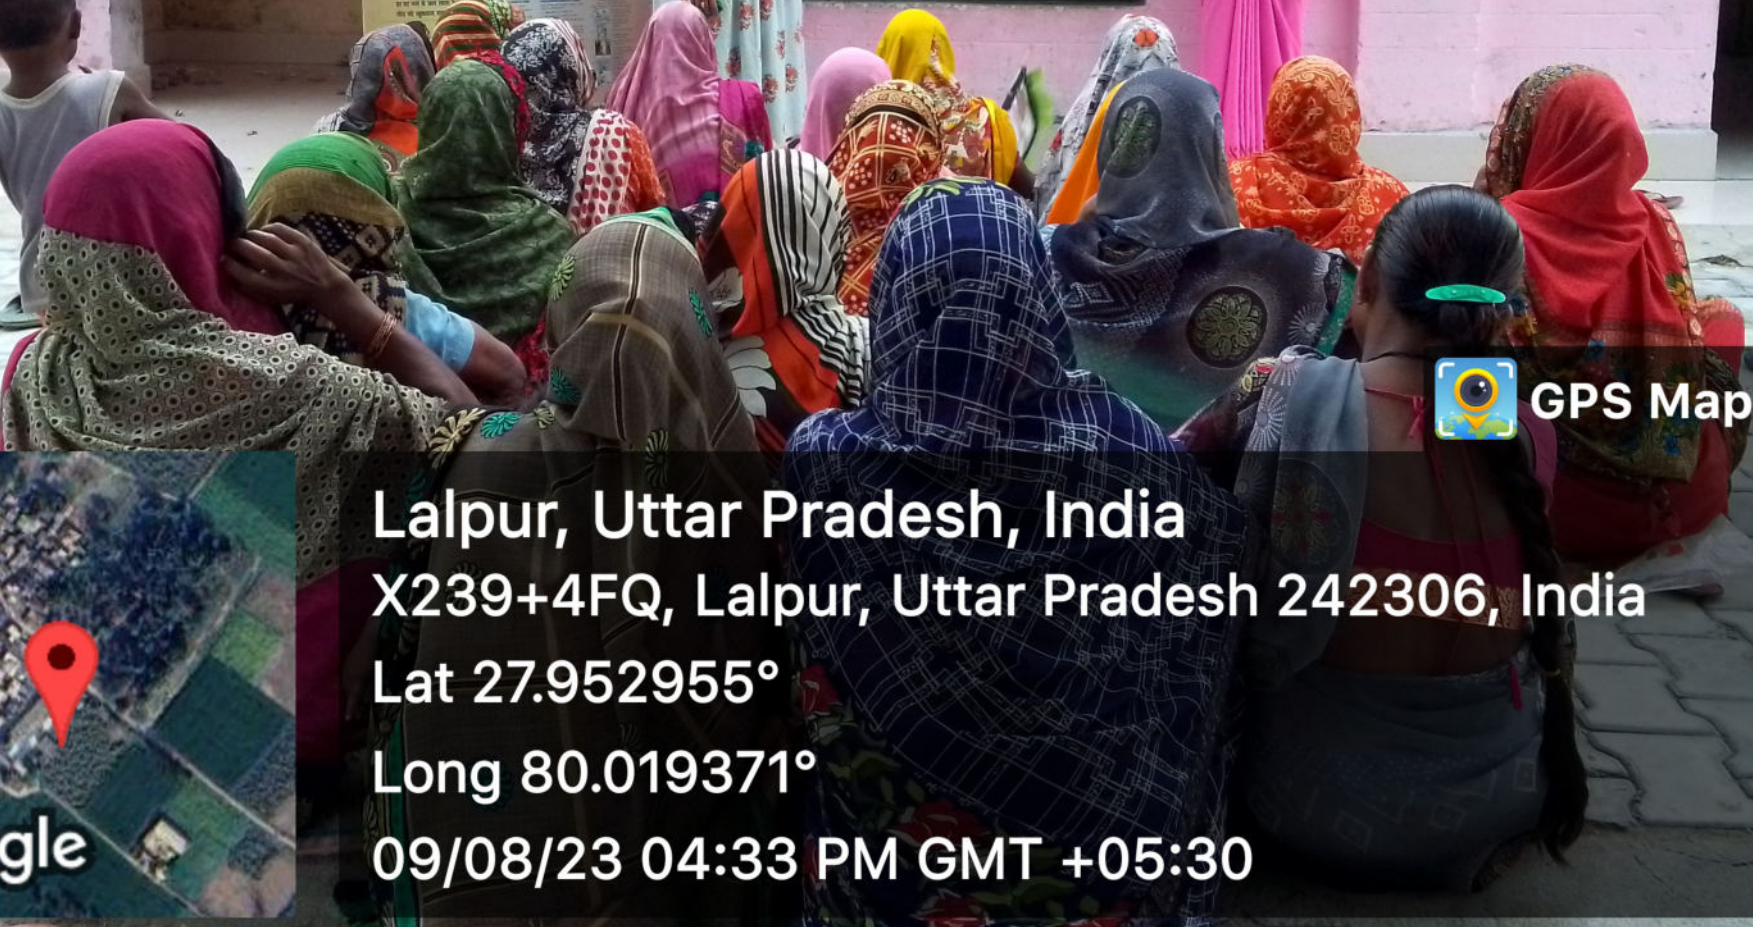 GPS Map
Lalpur, Uttar Pradesh, India
X239+4FQ, Lalpur, Uttar Pradesh 242306, India
Lat 27.952955°
Long 80.019371°
09/08/23 04:33 PM GMT +05:30
gle